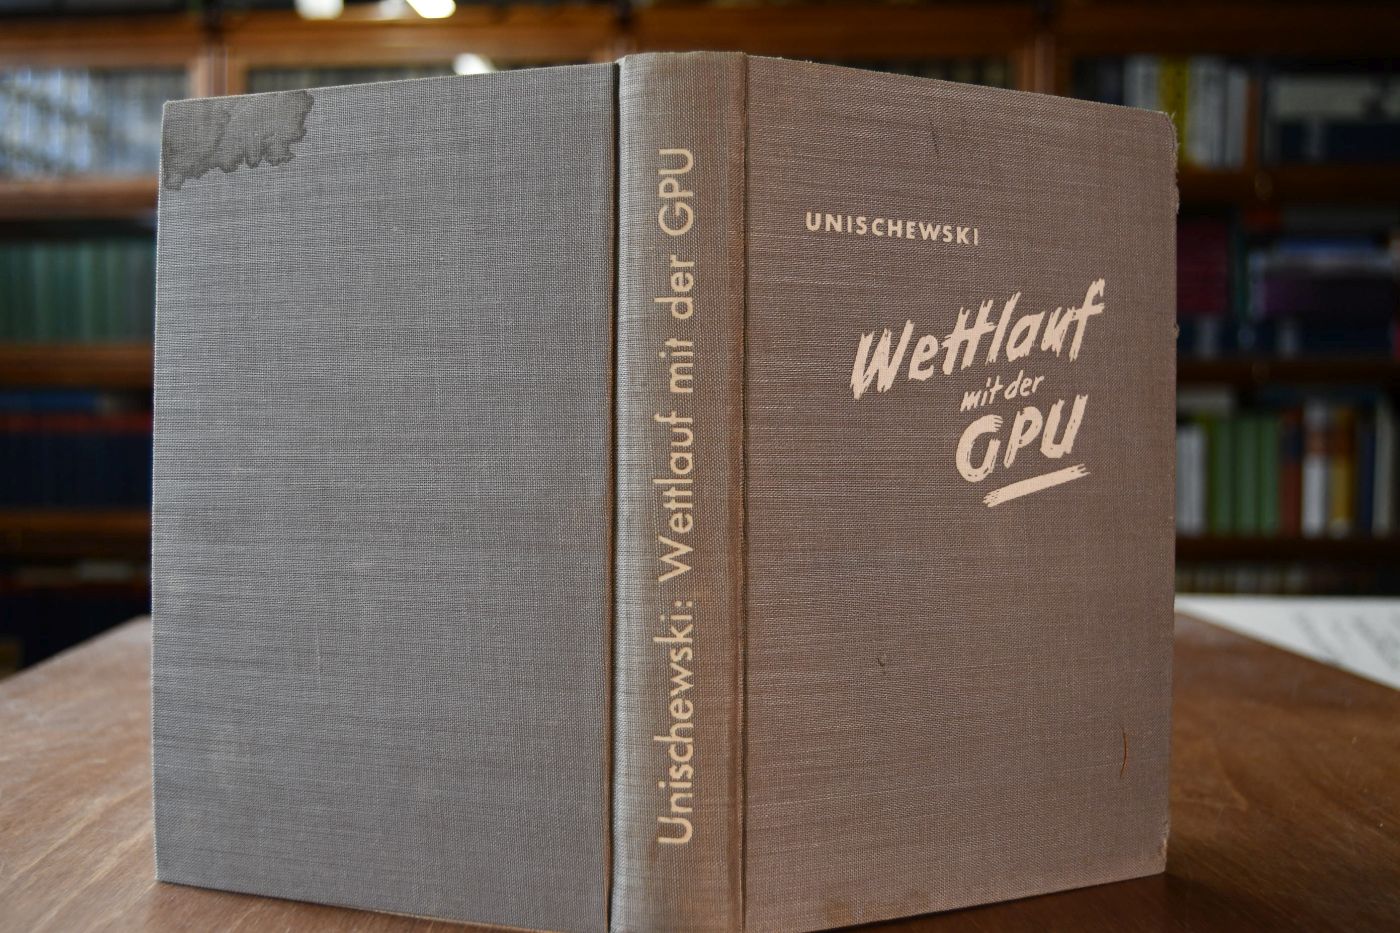 Unischewski: Wettlauf mit der GPU
UNISCHEWSKI
Wettlauf
mit der
GPU